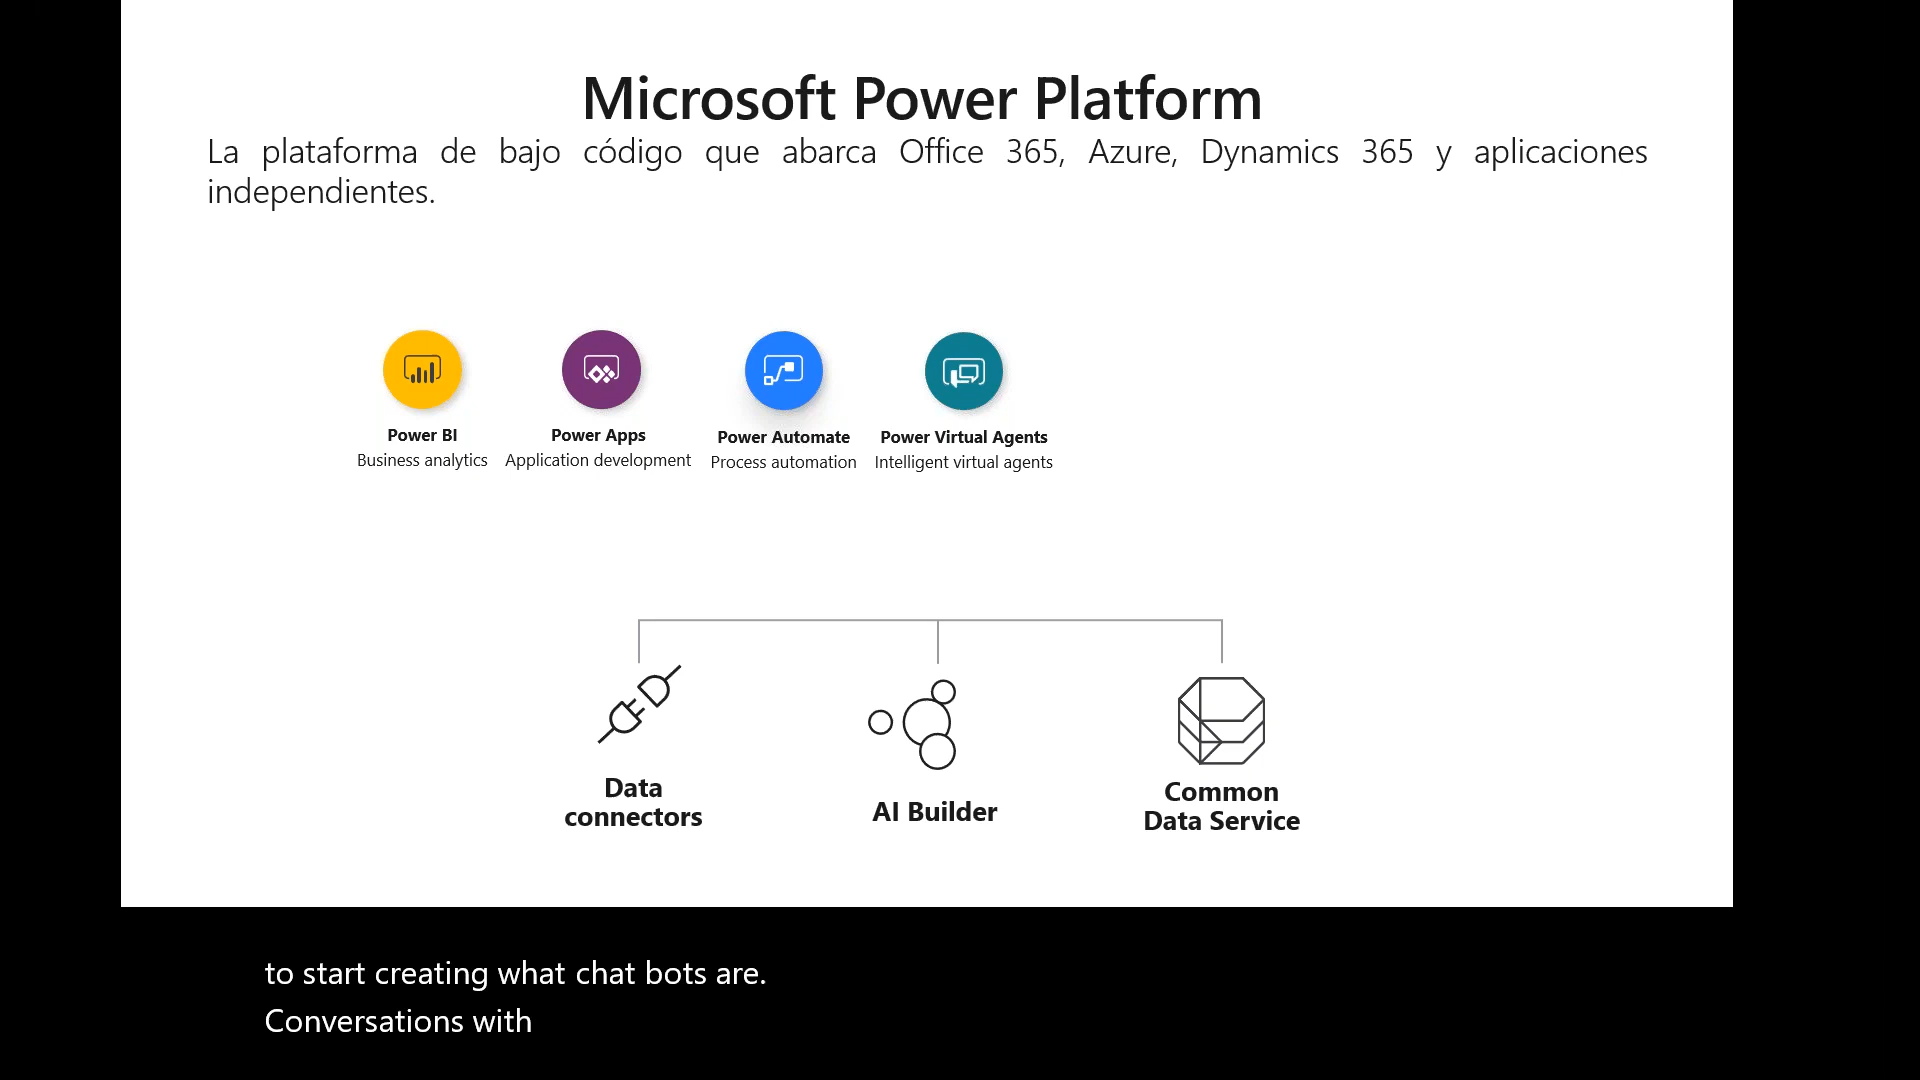 Microsoft Power Platform
La plataforma de bajo código que abarca Office 365, Azure, Dynamics 365 y aplicaciones
independientes.
Power BI
Business analytics
Power Apps
Application development
Power Automate
Process automation
Power Virtual Agents
Intelligent virtual agents
Data
connectors
AI Builder
Common
Data Service
to start creating what chat bots are.
Conversations with